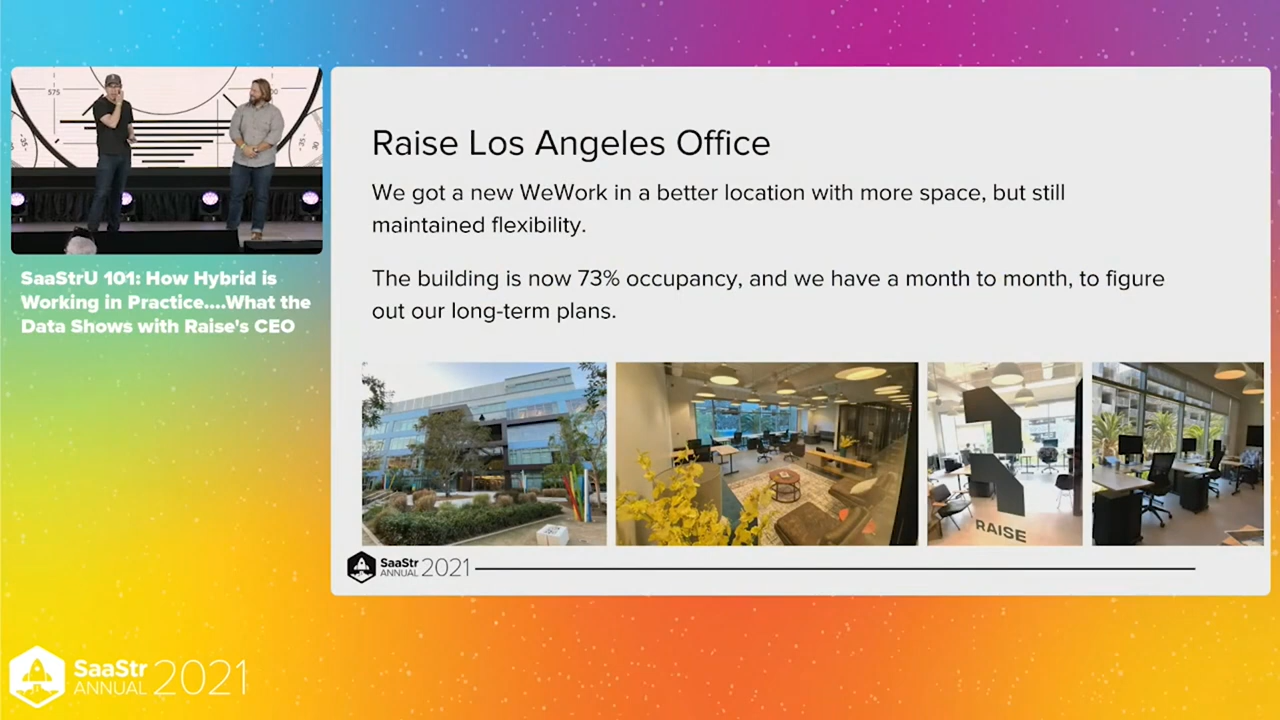 575
SaaStrU 101: How Hybrid is
Working in Practice....What the
Data Shows with Raise's CEO
Raise Los Angeles Office
We got a new WeWork in a better location with more space, but still
maintained flexibility.
The building is now 73% occupancy, and we have a month to month, to figure
out our long-term plans.
RAISE
SaaStr
ANNUAL 2021
SaaStr
ANNUAL 2021